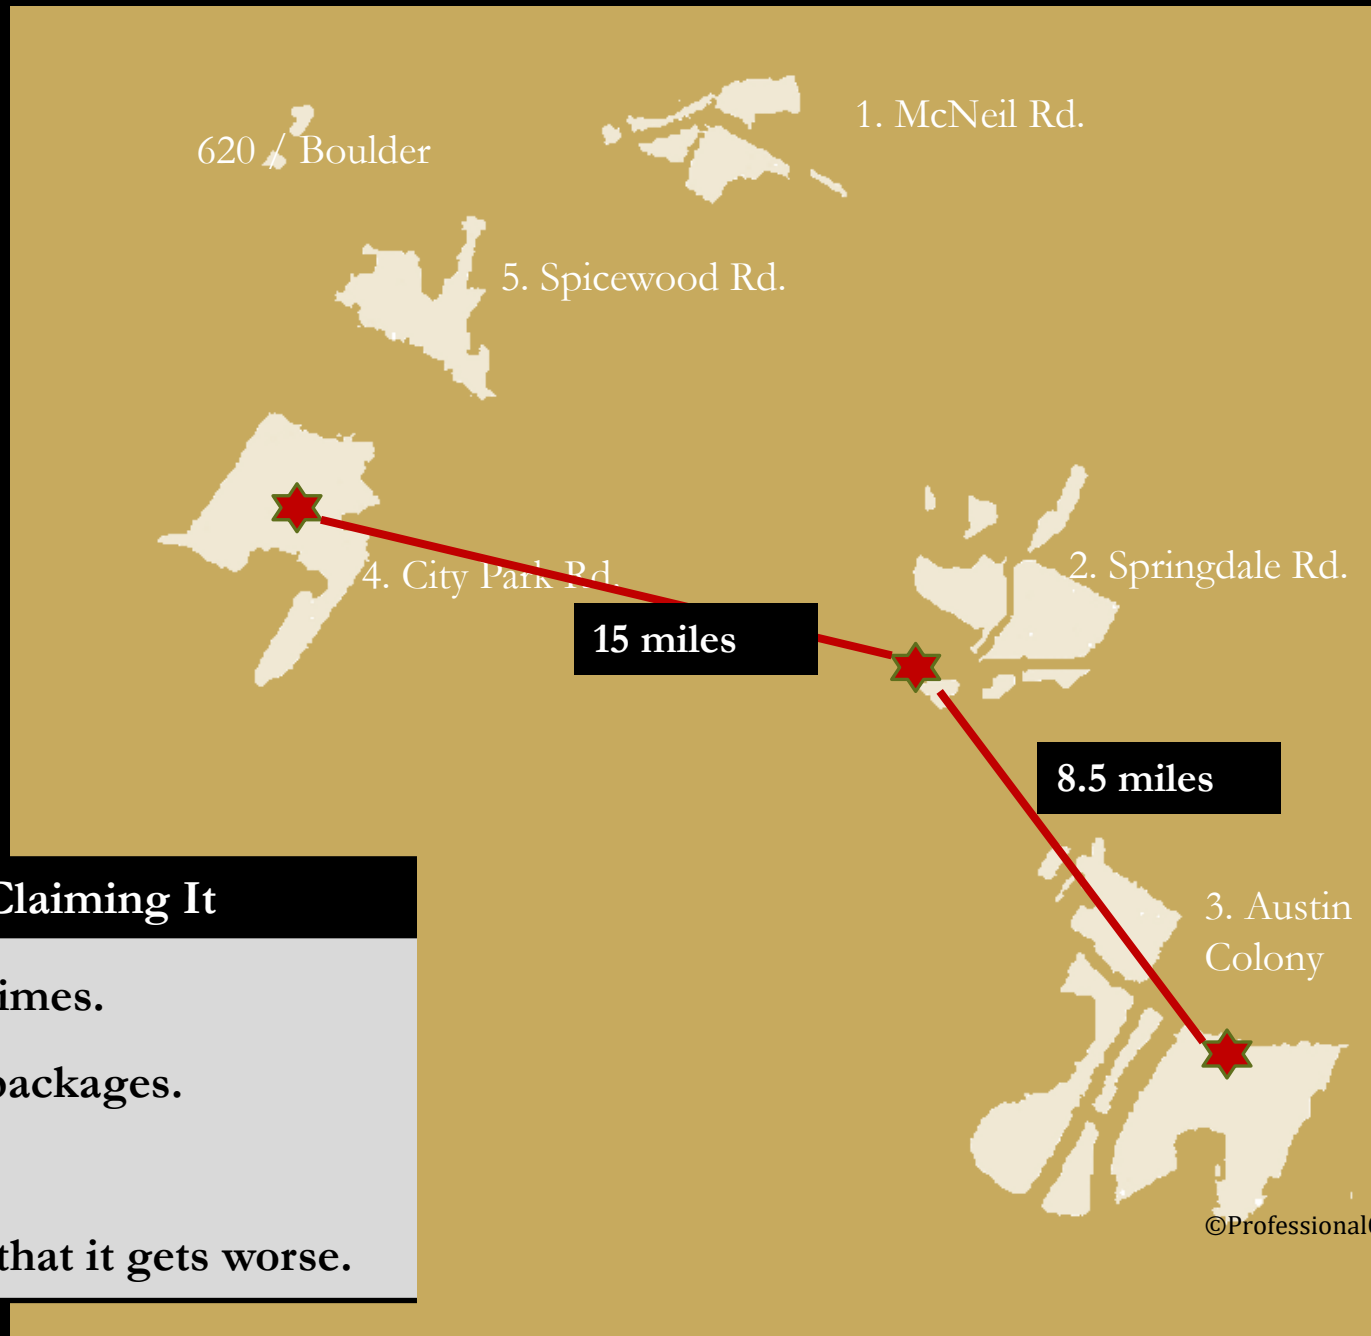 1. McNeil Rd.
620 / Boulder
5. Spicewood Rd.
4. City Park Rd.
2. Springdale Rd.
15 miles
8.5 miles
3. Austin
Colony
Claiming It
imes.
packages.
that it gets worse.
©Professional